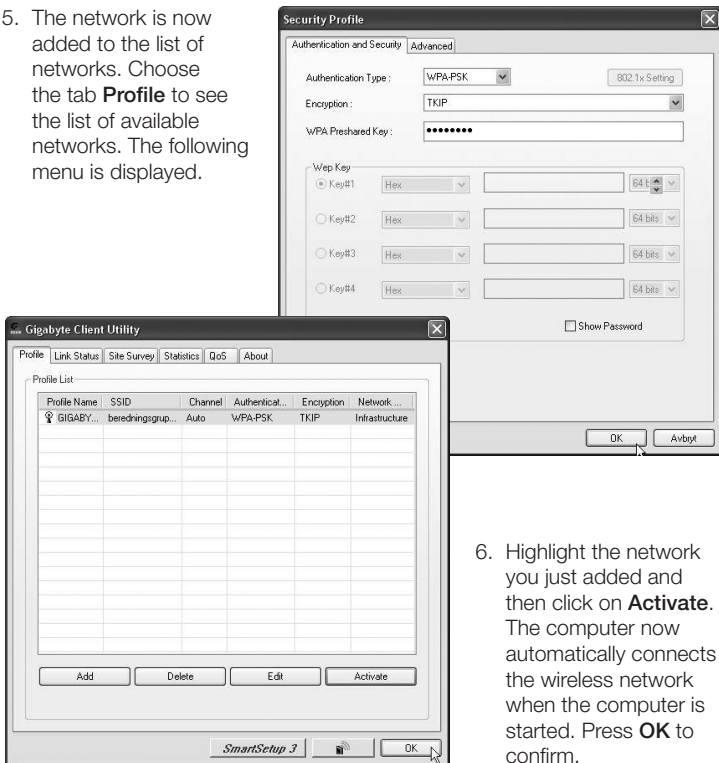 5. The network is now
added to the list of
networks. Choose
the tab Profile to see
the list of available
networks. The following
menu is displayed.
Security Profile
Authentication and Security Advanced
Authentication Type : WPA-PSK 802.1x Setting
Encryption : TKIP
WPA Preshared Key : ••••••••
Wep Key
Key#1 Hex 64
Key#2 Hex 64 bits
Key#3 Hex 64 bits
Key#4 Hex 64 bits
Show Password
OK Avbryt
Gigabyte Client Utility
Profile Link Status Site Survey Statistics QoS About
Profile List
Profile Name SSID Channel Authenticat... Encryption Network ...
GIGABY... beredningsgrup... Auto WPA-PSK TKIP Infrastructure
Add Delete Edit Activate
SmartSetup 3 OK
6. Highlight the network
you just added and
then click on Activate.
The computer now
automatically connects
the wireless network
when the computer is
started. Press OK to
confirm.